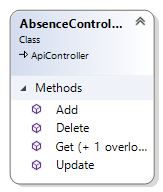 AbsenceControl...
Class
ApiController
Methods
Add
Delete
Get (+ 1 overlo...
Update